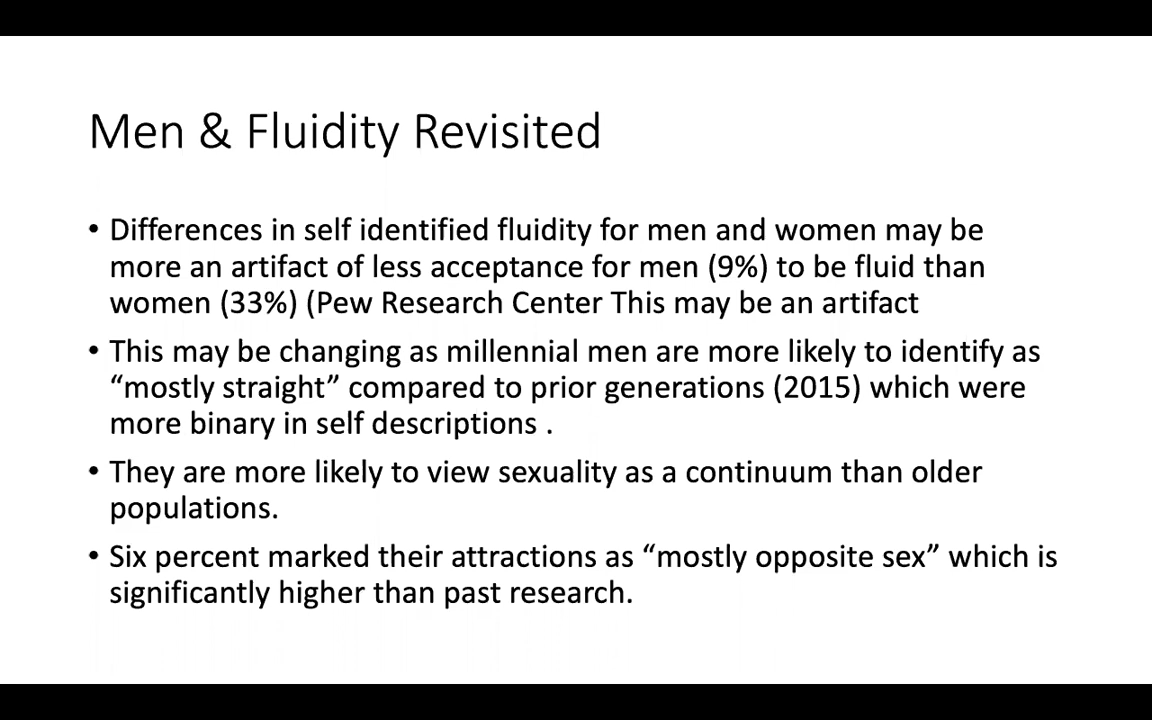 Men & Fluidity Revisited
• Differences in self identified fluidity for men and women may be
more an artifact of less acceptance for men (9%) to be fluid than
women (33%) (Pew Research Center This may be an artifact
• This may be changing as millennial men are more likely to identify as
“mostly straight” compared to prior generations (2015) which were
more binary in self descriptions .
• They are more likely to view sexuality as a continuum than older
populations.
• Six percent marked their attractions as “mostly opposite sex” which is
significantly higher than past research.